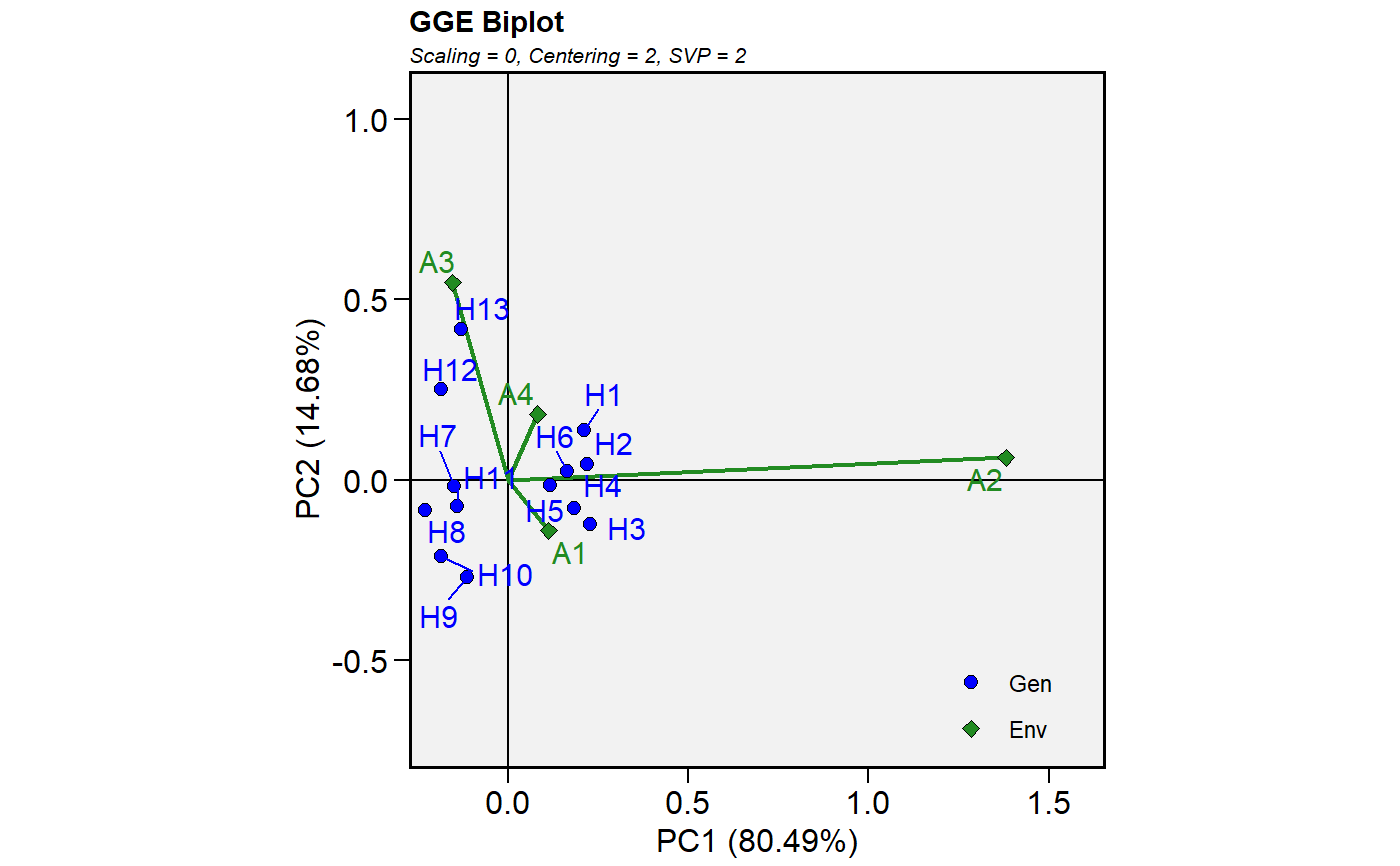 GGE Biplot
Scaling = 0, Centering = 2, SVP = 2
1.0
0.5
0.0
-0.5
PC2 (14.68%)
A3
H13
H12
A4
H1
H7
H6
H2
H11
H4
A2
H5
H8
H3
A1
H10
H9
Gen
Env
0.0
0.5
1.0
1.5
PC1 (80.49%)